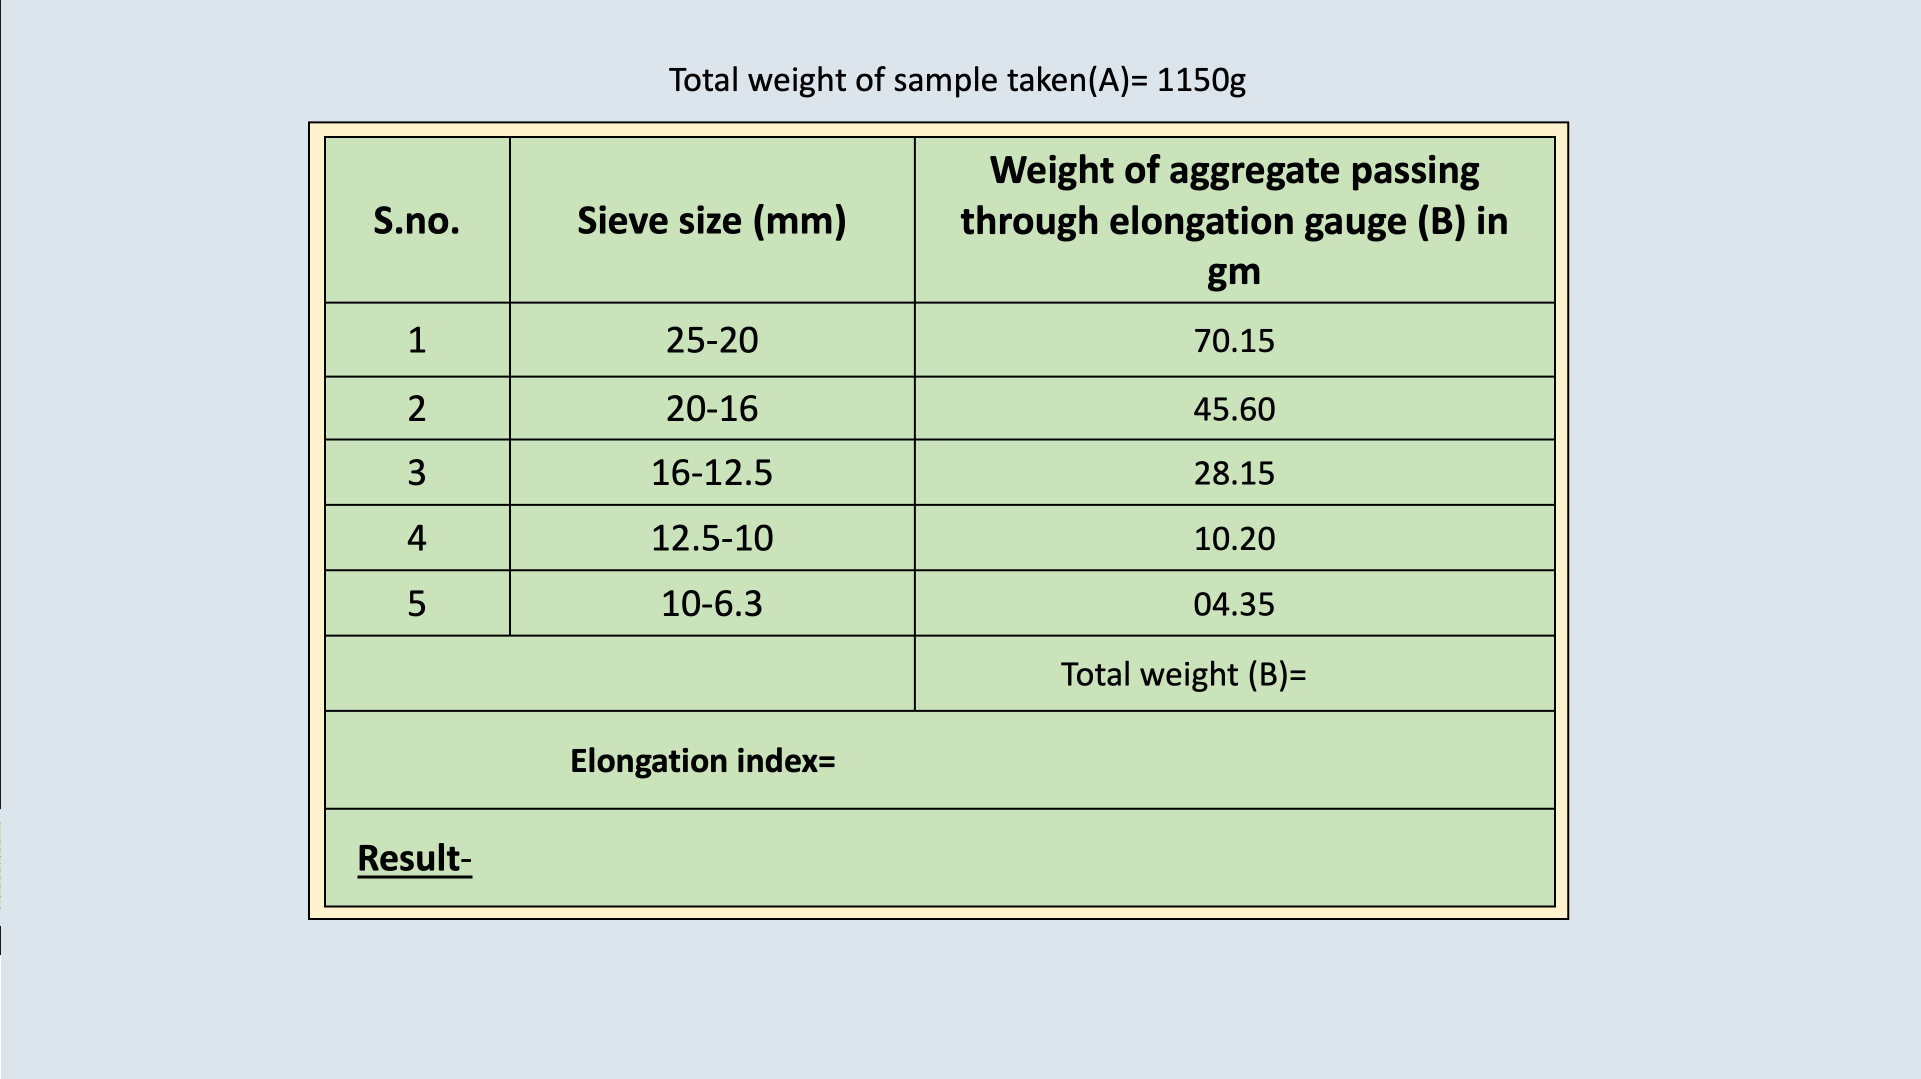 Total weight of sample taken(A)= 1150g
S.no. Sieve size (mm) Weight of aggregate passing
through elongation gauge (B) in
gm
1 25-20 70.15
2 20-16 45.60
3 16-12.5 28.15
4 12.5-10 10.20
5 10-6.3 04.35
Total weight (B)=
Elongation index=
Result-